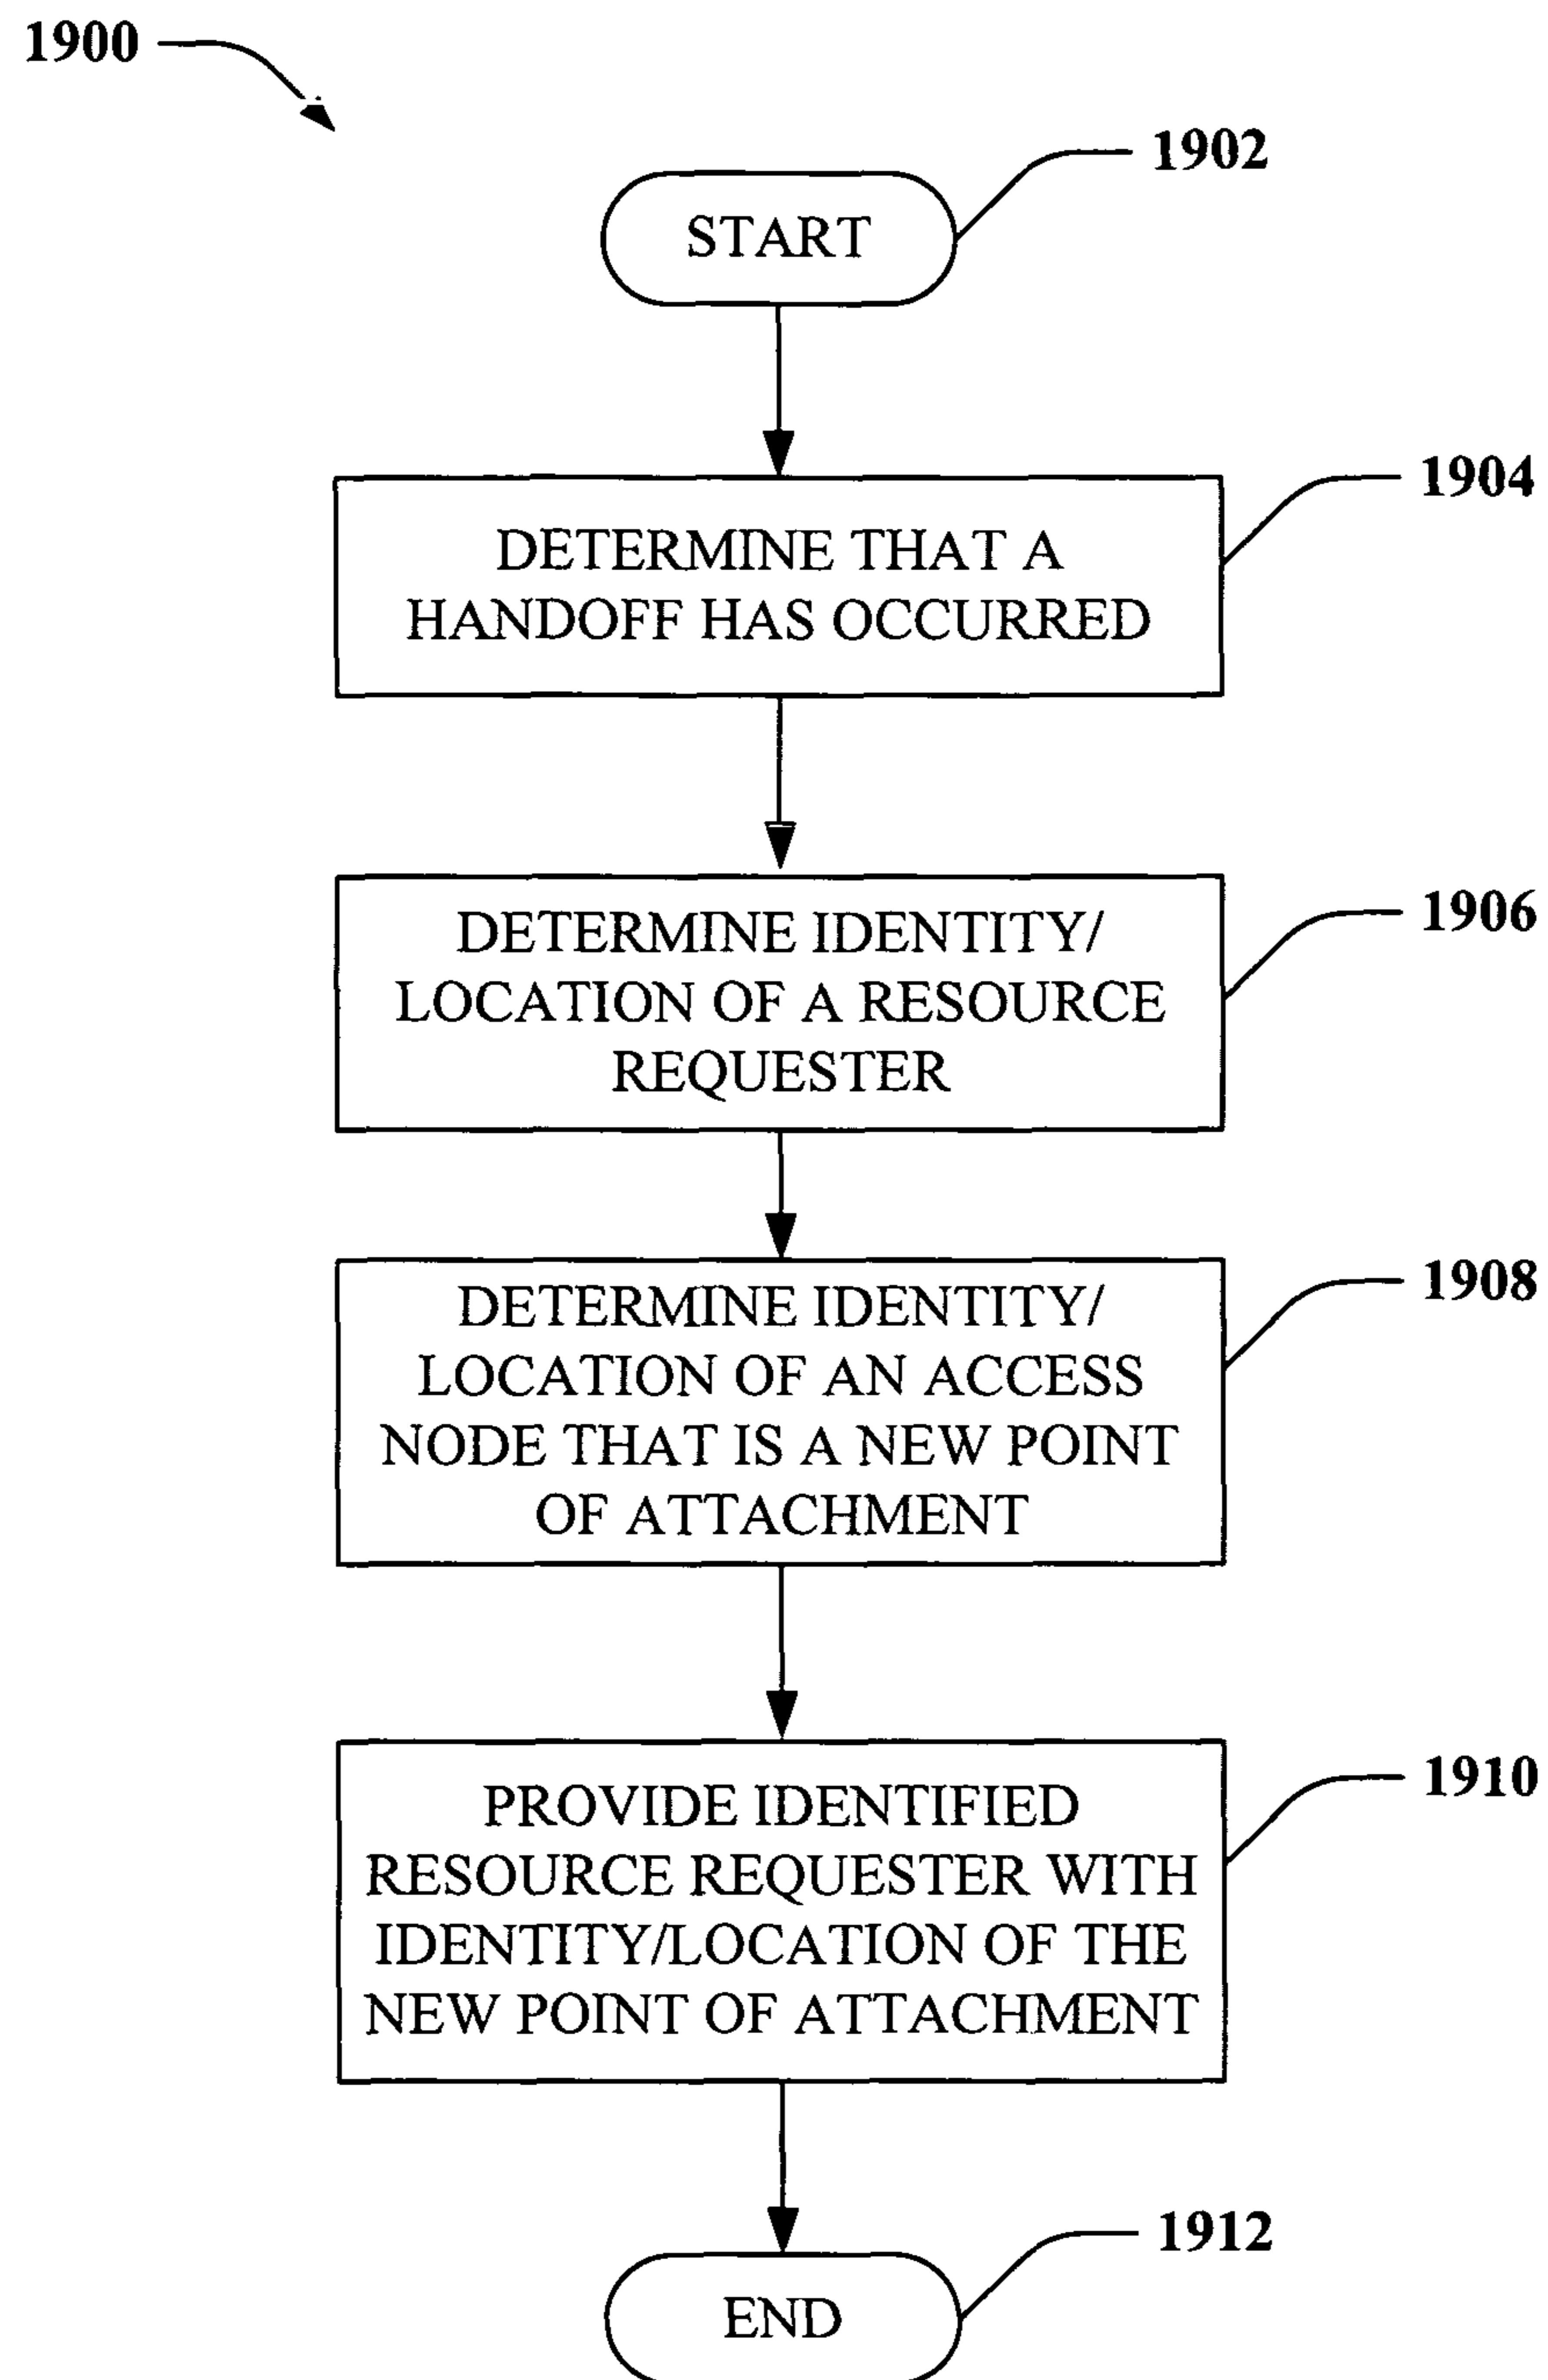 1900
1902
START
1904
DETERMINE THAT A
HANDOFF HAS OCCURRED
1906
DETERMINE IDENTITY/
LOCATION OF A RESOURCE
REQUESTER
1908
DETERMINE IDENTITY/
LOCATION OF AN ACCESS
NODE THAT IS A NEW POINT
OF ATTACHMENT
1910
PROVIDE IDENTIFIED
RESOURCE REQUESTER WITH
IDENTITY/LOCATION OF THE
NEW POINT OF ATTACHMENT
1912
END